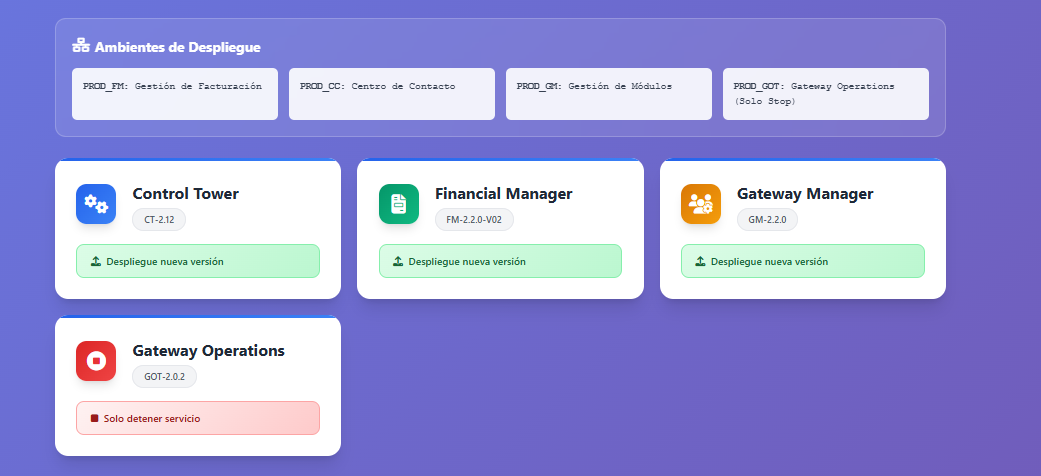 Ambientes de Despliegue
PROD_FM: Gestión de Facturación
PROD_CC: Centro de Contacto
PROD_GM: Gestión de Módulos
PROD_GOT: Gateway Operations
(Solo Stop)
Control Tower
CT-2.12
Despliegue nueva versión
Financial Manager
FM-2.2.0-V02
Despliegue nueva versión
Gateway Manager
GM-2.2.0
Despliegue nueva versión
Gateway Operations
GOT-2.0.2
Solo detener servicio